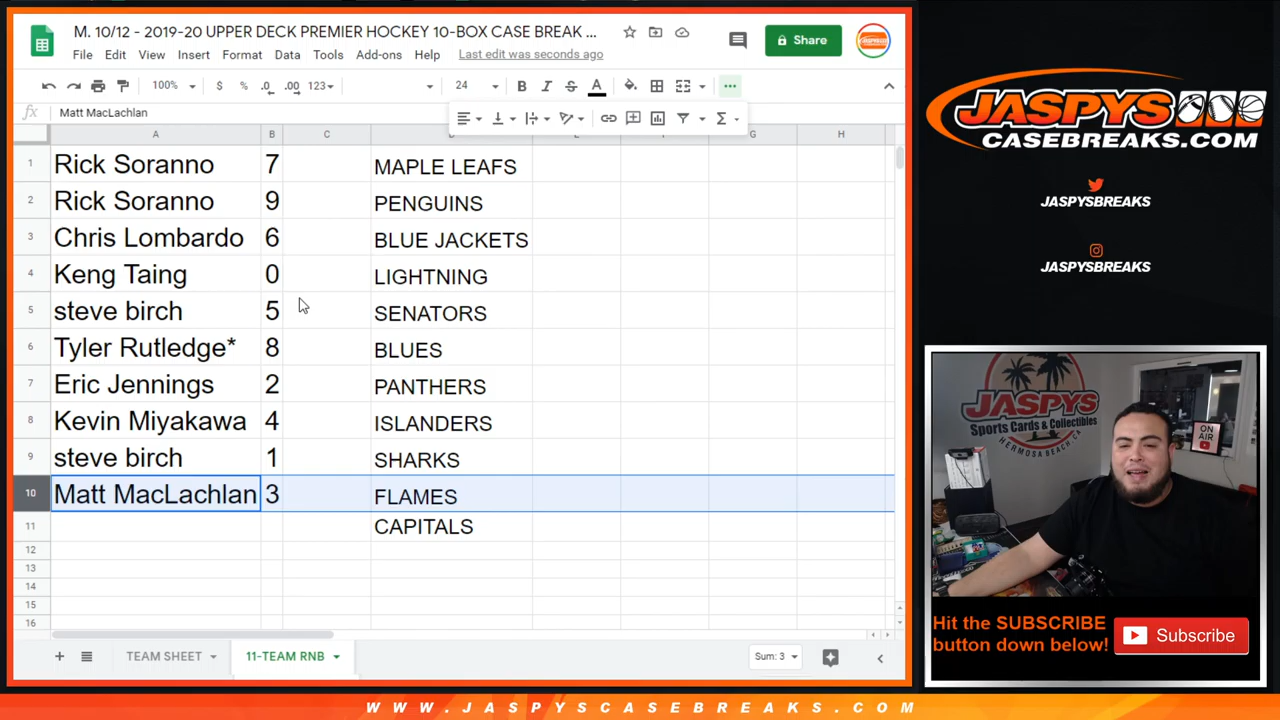 M. 10/12 - 2019-20 UPPER DECK PREMIER HOCKEY 10-BOX CASE BREAK ...
Share
File Edit View Insert Format Data Tools Add-ons Help Last edit was seconds ago
100% $ % .0 .00 123 24 B I S A
fx Matt MacLachlan
A B C G H
1 Rick Soranno 7 MAPLE LEAFS
2 Rick Soranno 9 PENGUINS
3 Chris Lombardo 6 BLUE JACKETS
4 Keng Taing 0 LIGHTNING
5 steve birch 5 SENATORS
6 Tyler Rutledge* 8 BLUES
7 Eric Jennings 2 PANTHERS
8 Kevin Miyakawa 4 ISLANDERS
9 steve birch 1 SHARKS
10 Matt MacLachlan 3 FLAMES
11 CAPITALS
12
13
14
15
16
TEAM SHEET 11-TEAM RNB Sum: 3
JASPYS
CASEBREAKS.COM
JASPYSBREAKS
JASPYSBREAKS
JASPYS
Sports Cards & Collectibles
HERMOSA BEACH, CA
ON
AIR
Hit the SUBSCRIBE
button down below!
Subscribe
WWW.JASPYSCASEBREAKS.COM